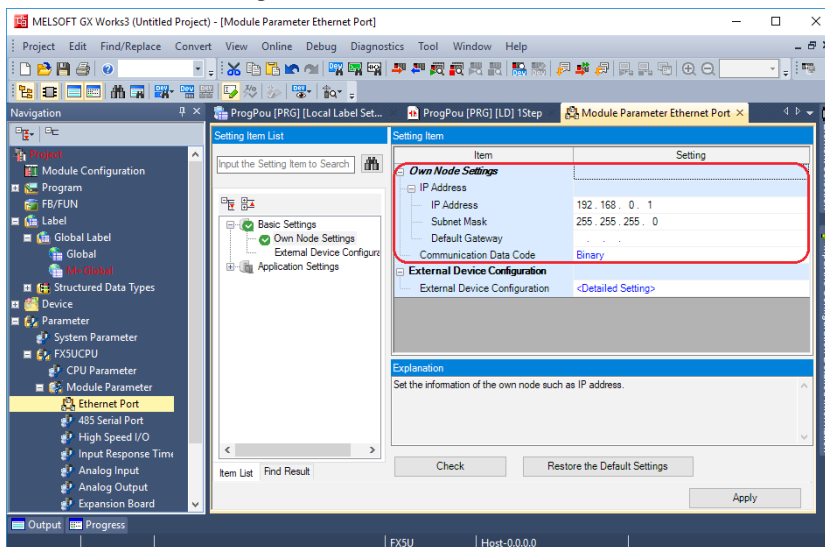 MELSOFT GX Works3 (Untitled Project) - [Module Parameter Ethernet Port]
Project Edit Find/Replace Convert View Online Debug Diagnostics Tool Window Help
Navigation
ProgPou [PRG] [Local Label Set...
ProgPou [PRG] [LD] 1Step
Module Parameter Ethernet Port
Project
Module Configuration
Program
FB/FUN
Label
Global Label
Global
M+Global
Structured Data Types
Device
Parameter
System Parameter
FX5UCPU
CPU Parameter
Module Parameter
Ethernet Port
485 Serial Port
High Speed I/O
Input Response Time
Analog Input
Analog Output
Expansion Board
Setting Item List
Input the Setting Item to Search
Basic Settings
Own Node Settings
External Device Configura
Application Settings
Item List Find Result
Setting Item
Item Setting
Own Node Settings
IP Address
IP Address 192 . 168 . 0 . 1
Subnet Mask 255 . 255 . 255 . 0
Default Gateway . . .
Communication Data Code Binary
External Device Configuration
External Device Configuration <Detailed Setting>
Explanation
Set the information of the own node such as IP address.
Check Restore the Default Settings
Apply
Output Progress
FX5U Host-0.0.0.0